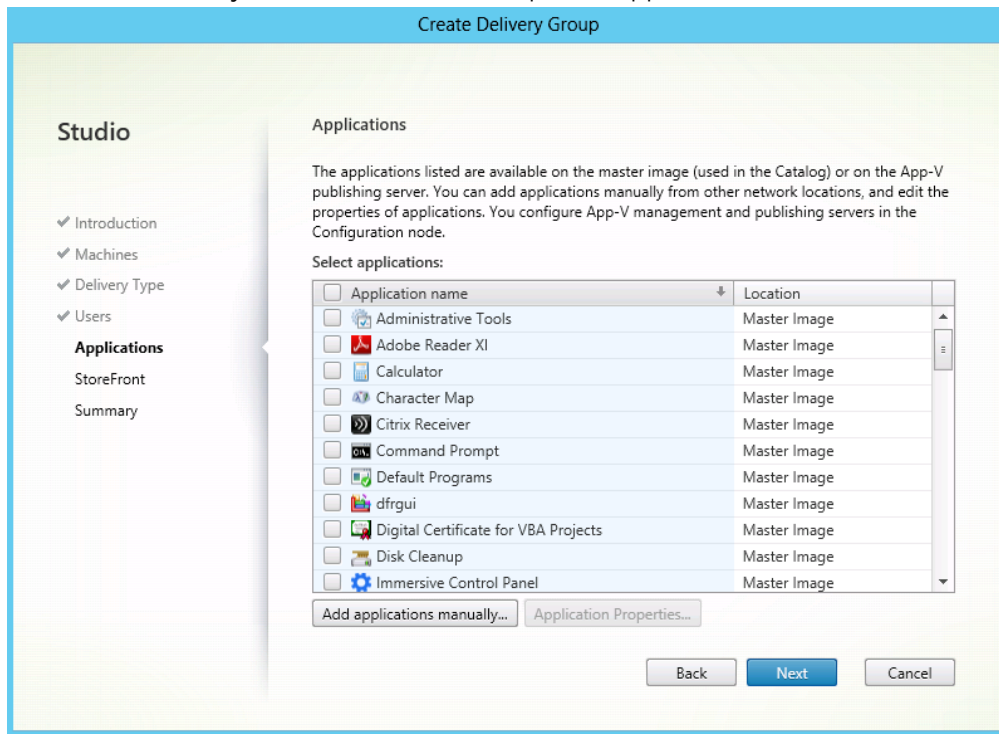 Create Delivery Group
Studio
Introduction
Machines
Delivery Type
Users
Applications
StoreFront
Summary
Applications
The applications listed are available on the master image (used in the Catalog) or on the App-V
publishing server. You can add applications manually from other network locations, and edit the
properties of applications. You configure App-V management and publishing servers in the
Configuration node.
Select applications:
Application name Location
Administrative Tools Master Image
Adobe Reader XI Master Image
Calculator Master Image
Character Map Master Image
Citrix Receiver Master Image
Command Prompt Master Image
Default Programs Master Image
dfrgui Master Image
Digital Certificate for VBA Projects Master Image
Disk Cleanup Master Image
Immersive Control Panel Master Image
Add applications manually... Application Properties...
Back Next Cancel